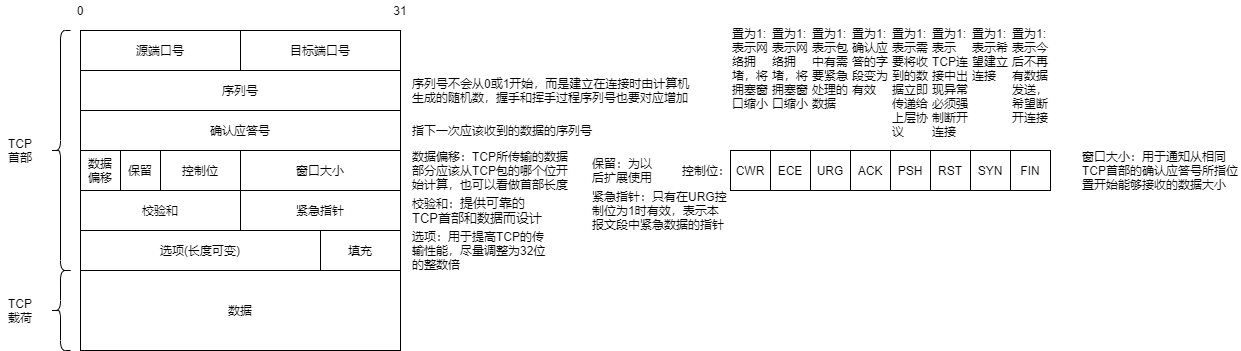 0
31
源端口号
目标端口号
序列号
序列号不会从0或1开始，而是建立在连接时由计算机
生成的随机数，握手和挥手过程序列号也要对应增加
TCP
首部
确认应答号
指下一次应该收到的数据的序列号
数据
偏移
保留
控制位
窗口大小
数据偏移：TCP所传输的数据
部分应该从TCP包的哪个位开
始计算，也可以看做首部长度
校验和
紧急指针
校验和：提供可靠的
TCP首部和数据而设计
选项(长度可变)
填充
选项：用于提高TCP的传
输性能，尽量调整为32位
的整数倍
TCP
载荷
数据
保留：为以
后扩展使用
紧急指针：只有在URG控
制位为1时有效，表示本
报文段中紧急数据的指针
控制位：
置为1:
表示网
络拥
堵，将
拥塞窗
口缩小
置为1:
表示网
络拥
堵，将
拥塞窗
口缩小
置为1:
表示包
中有需
要紧急
处理的
数据
置为1:
确认应
答的字
段变为
有效
置为1:
表示需
要将收
到的数
据立即
传递给
上层协
议
置为1:
表示
TCP连
接中出
现异常
必须强
制断开
连接
置为1:
表示希
望建立
连接
置为1:
表示今
后不再
有数据
发送，
希望断
开连接
CWR
ECE
URG
ACK
PSH
RST
SYN
FIN
窗口大小：用于通知从相同
TCP首部的确认应答号所指位
置开始能够接收的数据大小